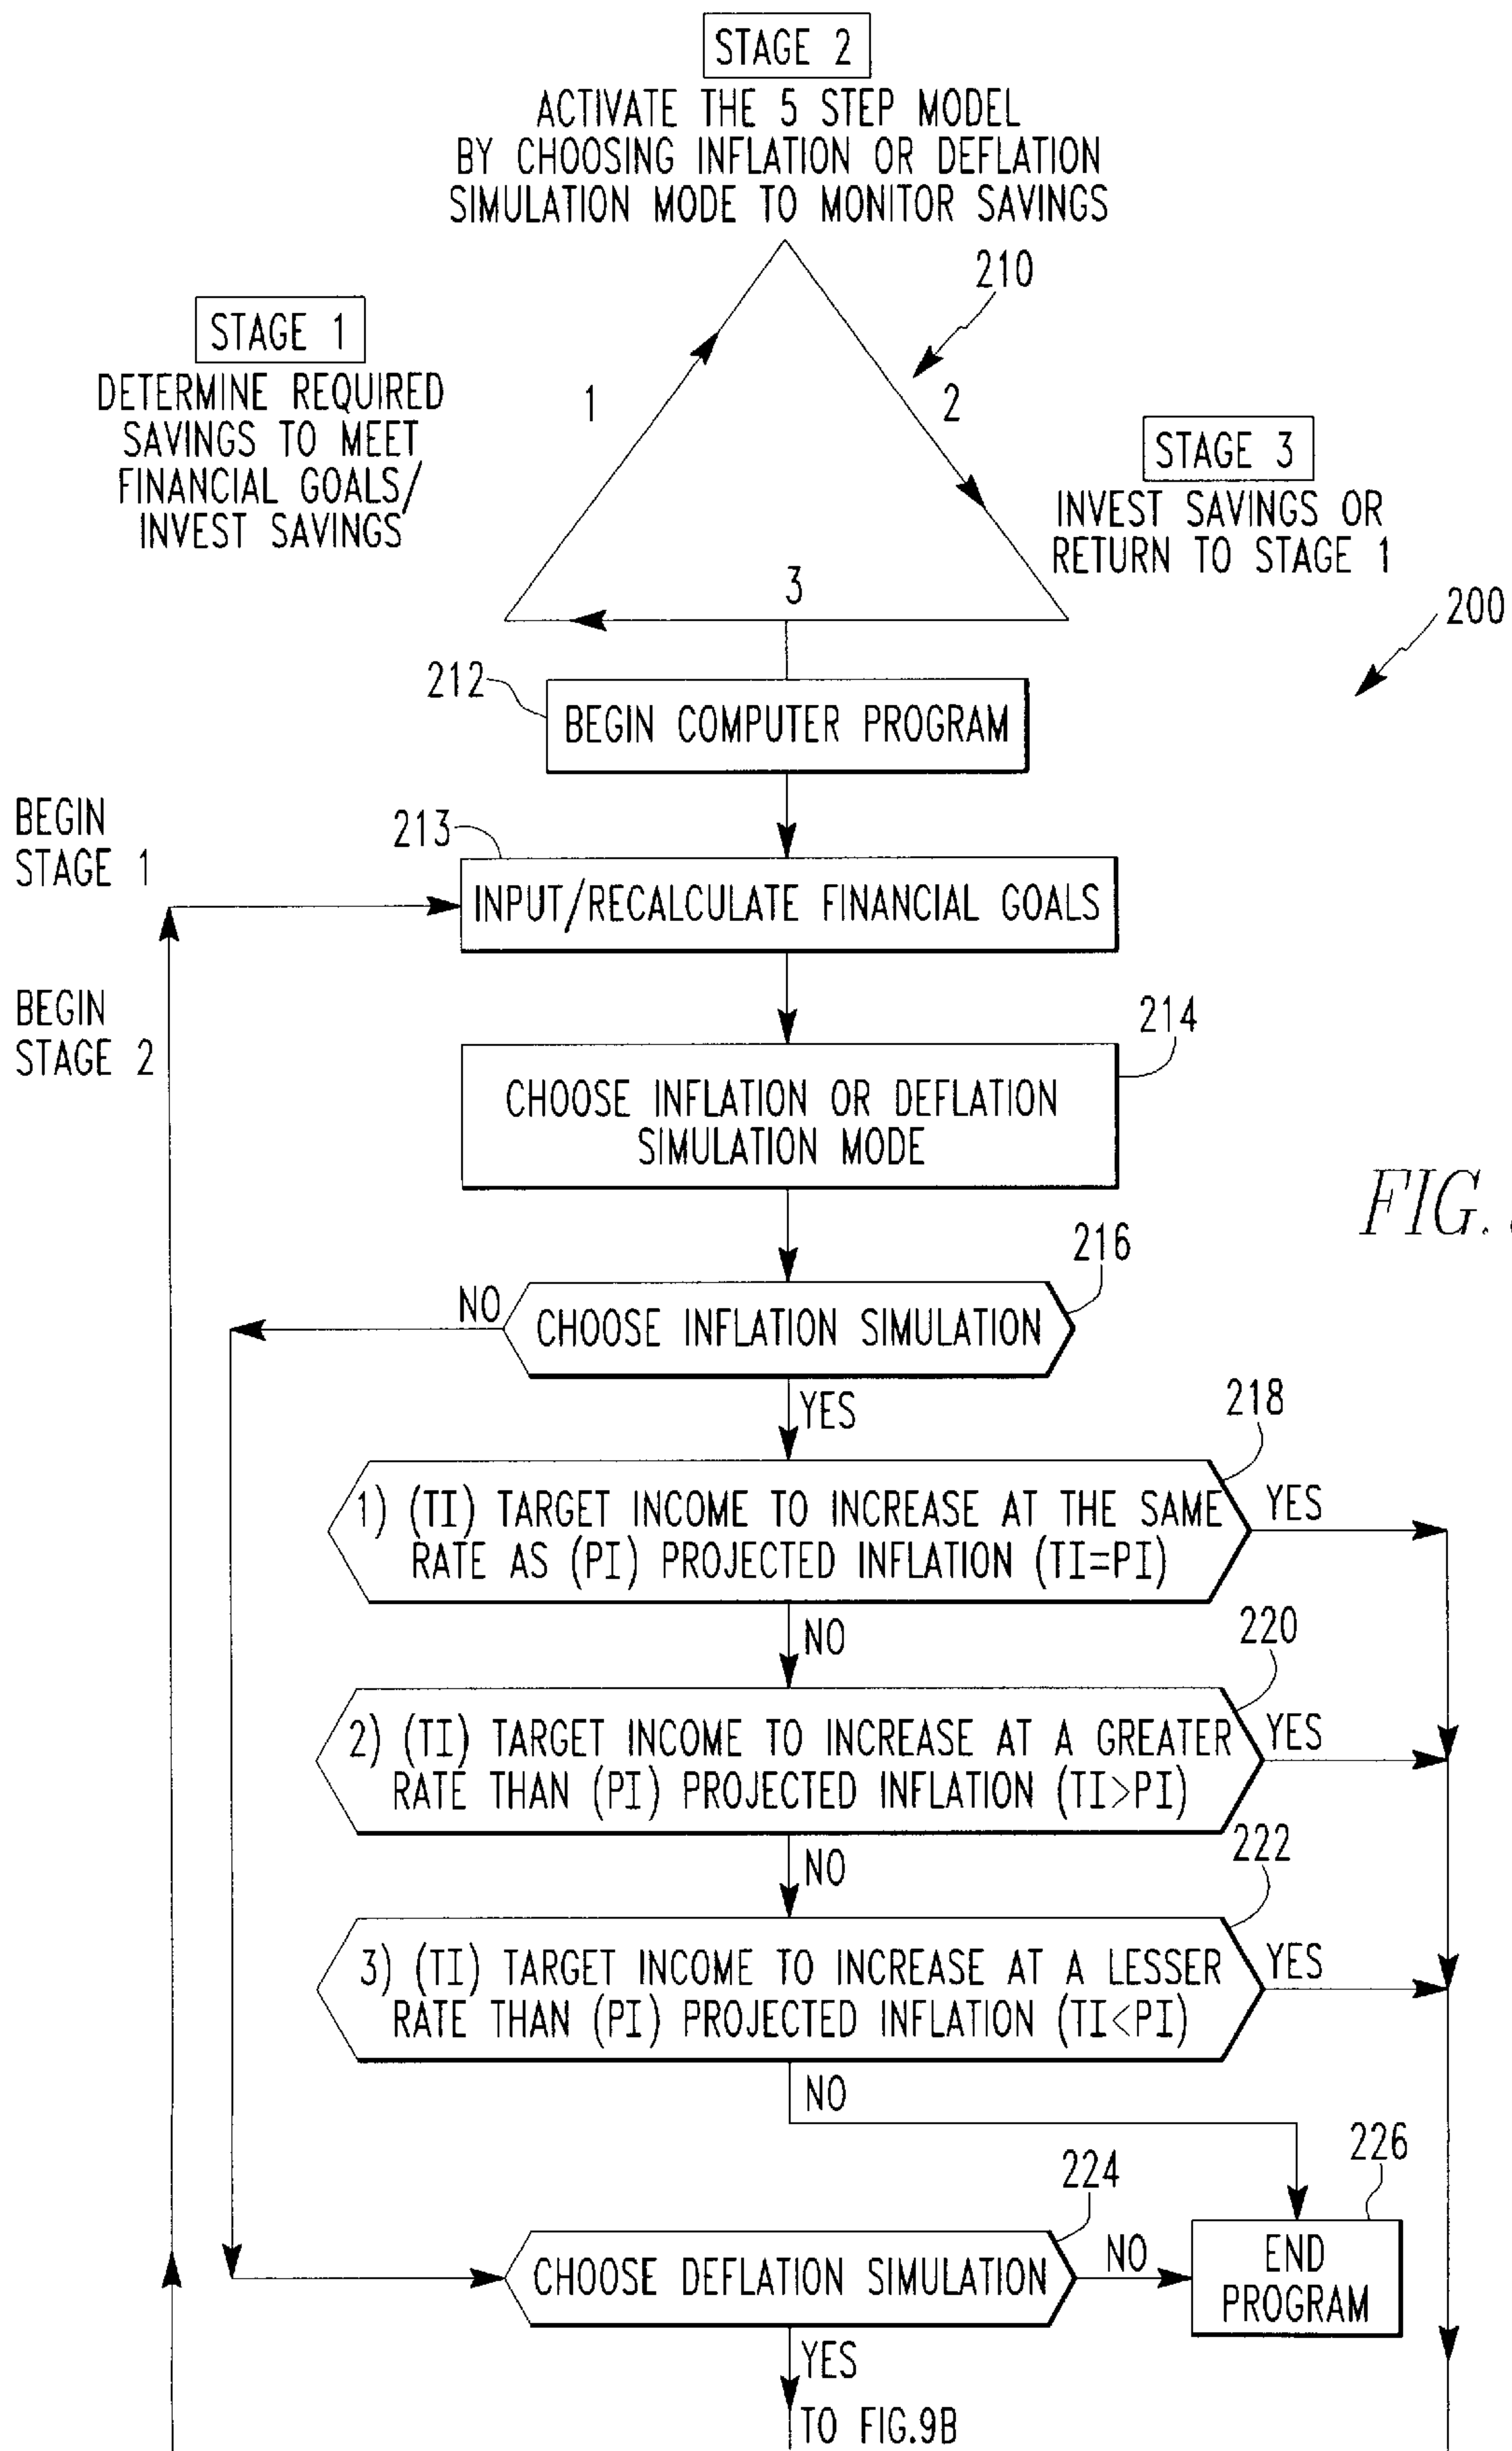 STAGE 2
ACTIVATE THE 5 STEP MODEL
BY CHOOSING INFLATION OR DEFLATION
SIMULATION MODE TO MONITOR SAVINGS
210
STAGE 1
DETERMINE REQUIRED
SAVINGS TO MEET
FINANCIAL GOALS/
INVEST SAVINGS
1
2
STAGE 3
INVEST SAVINGS OR
RETURN TO STAGE 1
3
200
212
BEGIN COMPUTER PROGRAM
BEGIN
STAGE 1
213
INPUT/RECALCULATE FINANCIAL GOALS
BEGIN
STAGE 2
214
CHOOSE INFLATION OR DEFLATION
SIMULATION MODE
FIG.
216
NO
CHOOSE INFLATION SIMULATION
YES
218
1) (TI) TARGET INCOME TO INCREASE AT THE SAME
RATE AS (PI) PROJECTED INFLATION (TI=PI)
YES
NO
220
2) (TI) TARGET INCOME TO INCREASE AT A GREATER
RATE THAN (PI) PROJECTED INFLATION (TI>PI)
YES
NO
222
3) (TI) TARGET INCOME TO INCREASE AT A LESSER
RATE THAN (PI) PROJECTED INFLATION (TI<PI)
YES
NO
224
226
CHOOSE DEFLATION SIMULATION
NO
END
PROGRAM
YES
TO FIG.9B